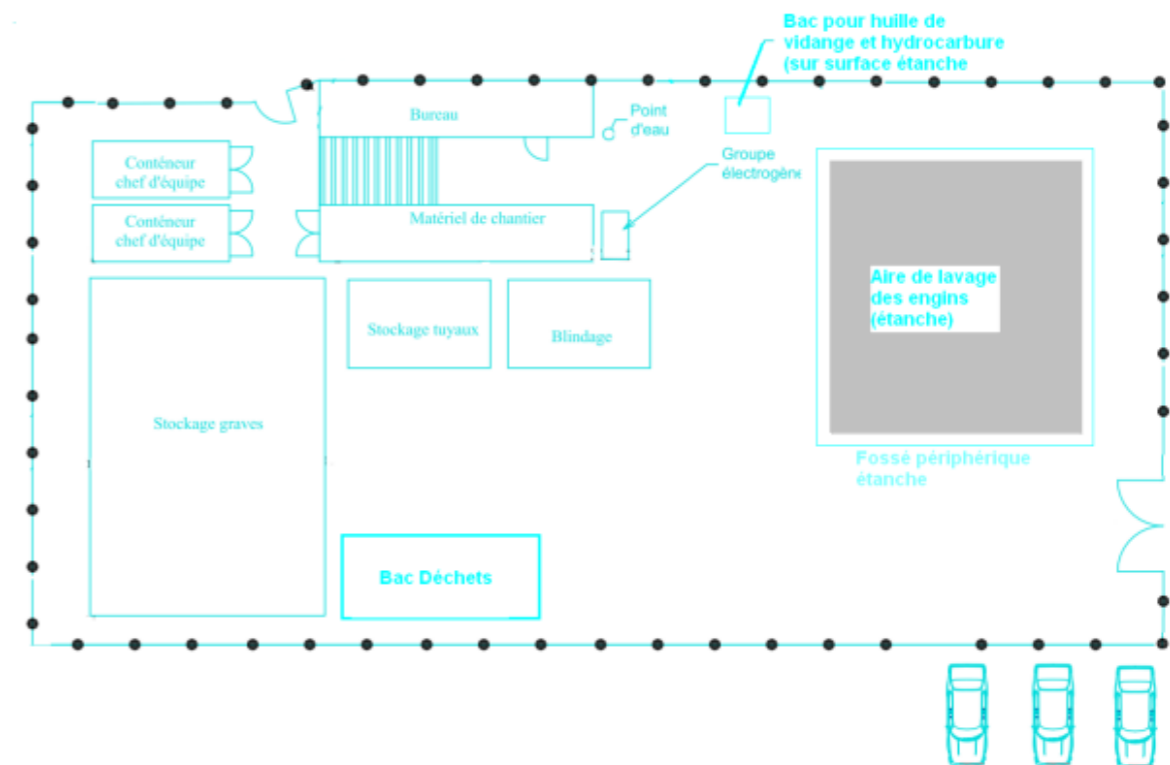 Bac pour huille de
vidange et hydrocarbure
(sur surface étanche
Bureau
Point
d'eau
Conténeur
chef d'équipe
Groupe
électrogène
Conténeur
chef d'équipe
Matériel de chantier
Aire de lavage
des engins
(étanche)
Stockage tuyaux
Blindage
Stockage graves
Fossé périphérique
étanche
Bac Déchets